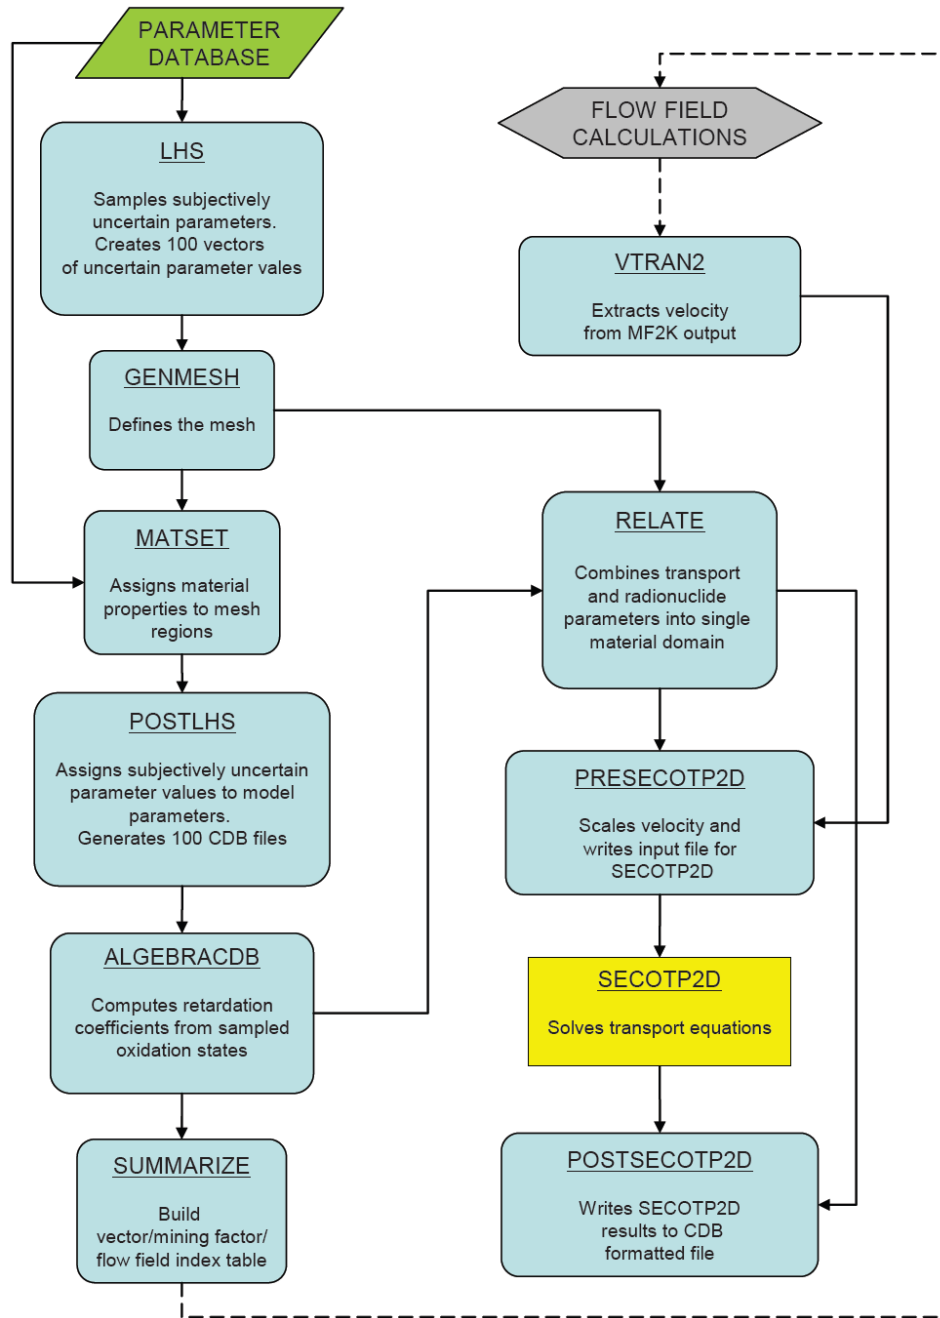 PARAMETER
DATABASE
LHS
Samples subjectively
uncertain parameters.
Creates 100 vectors
of uncertain parameter vales
GENMESH
Defines the mesh
MATSET
Assigns material
properties to mesh
regions
POSTLHS
Assigns subjectively uncertain
parameter values to model
parameters.
Generates 100 CDB files
ALGEBRACDB
Computes retardation
coefficients from sampled
oxidation states
SUMMARIZE
Build
vector/mining factor/
flow field index table
FLOW FIELD
CALCULATIONS
VTRAN2
Extracts velocity
from MF2K output
RELATE
Combines transport
and radionuclide
parameters into single
material domain
PRESECOTP2D
Scales velocity and
writes input file for
SECOTP2D
SECOTP2D
Solves transport equations
POSTSECOTP2D
Writes SECOTP2D
results to CDB
formatted file